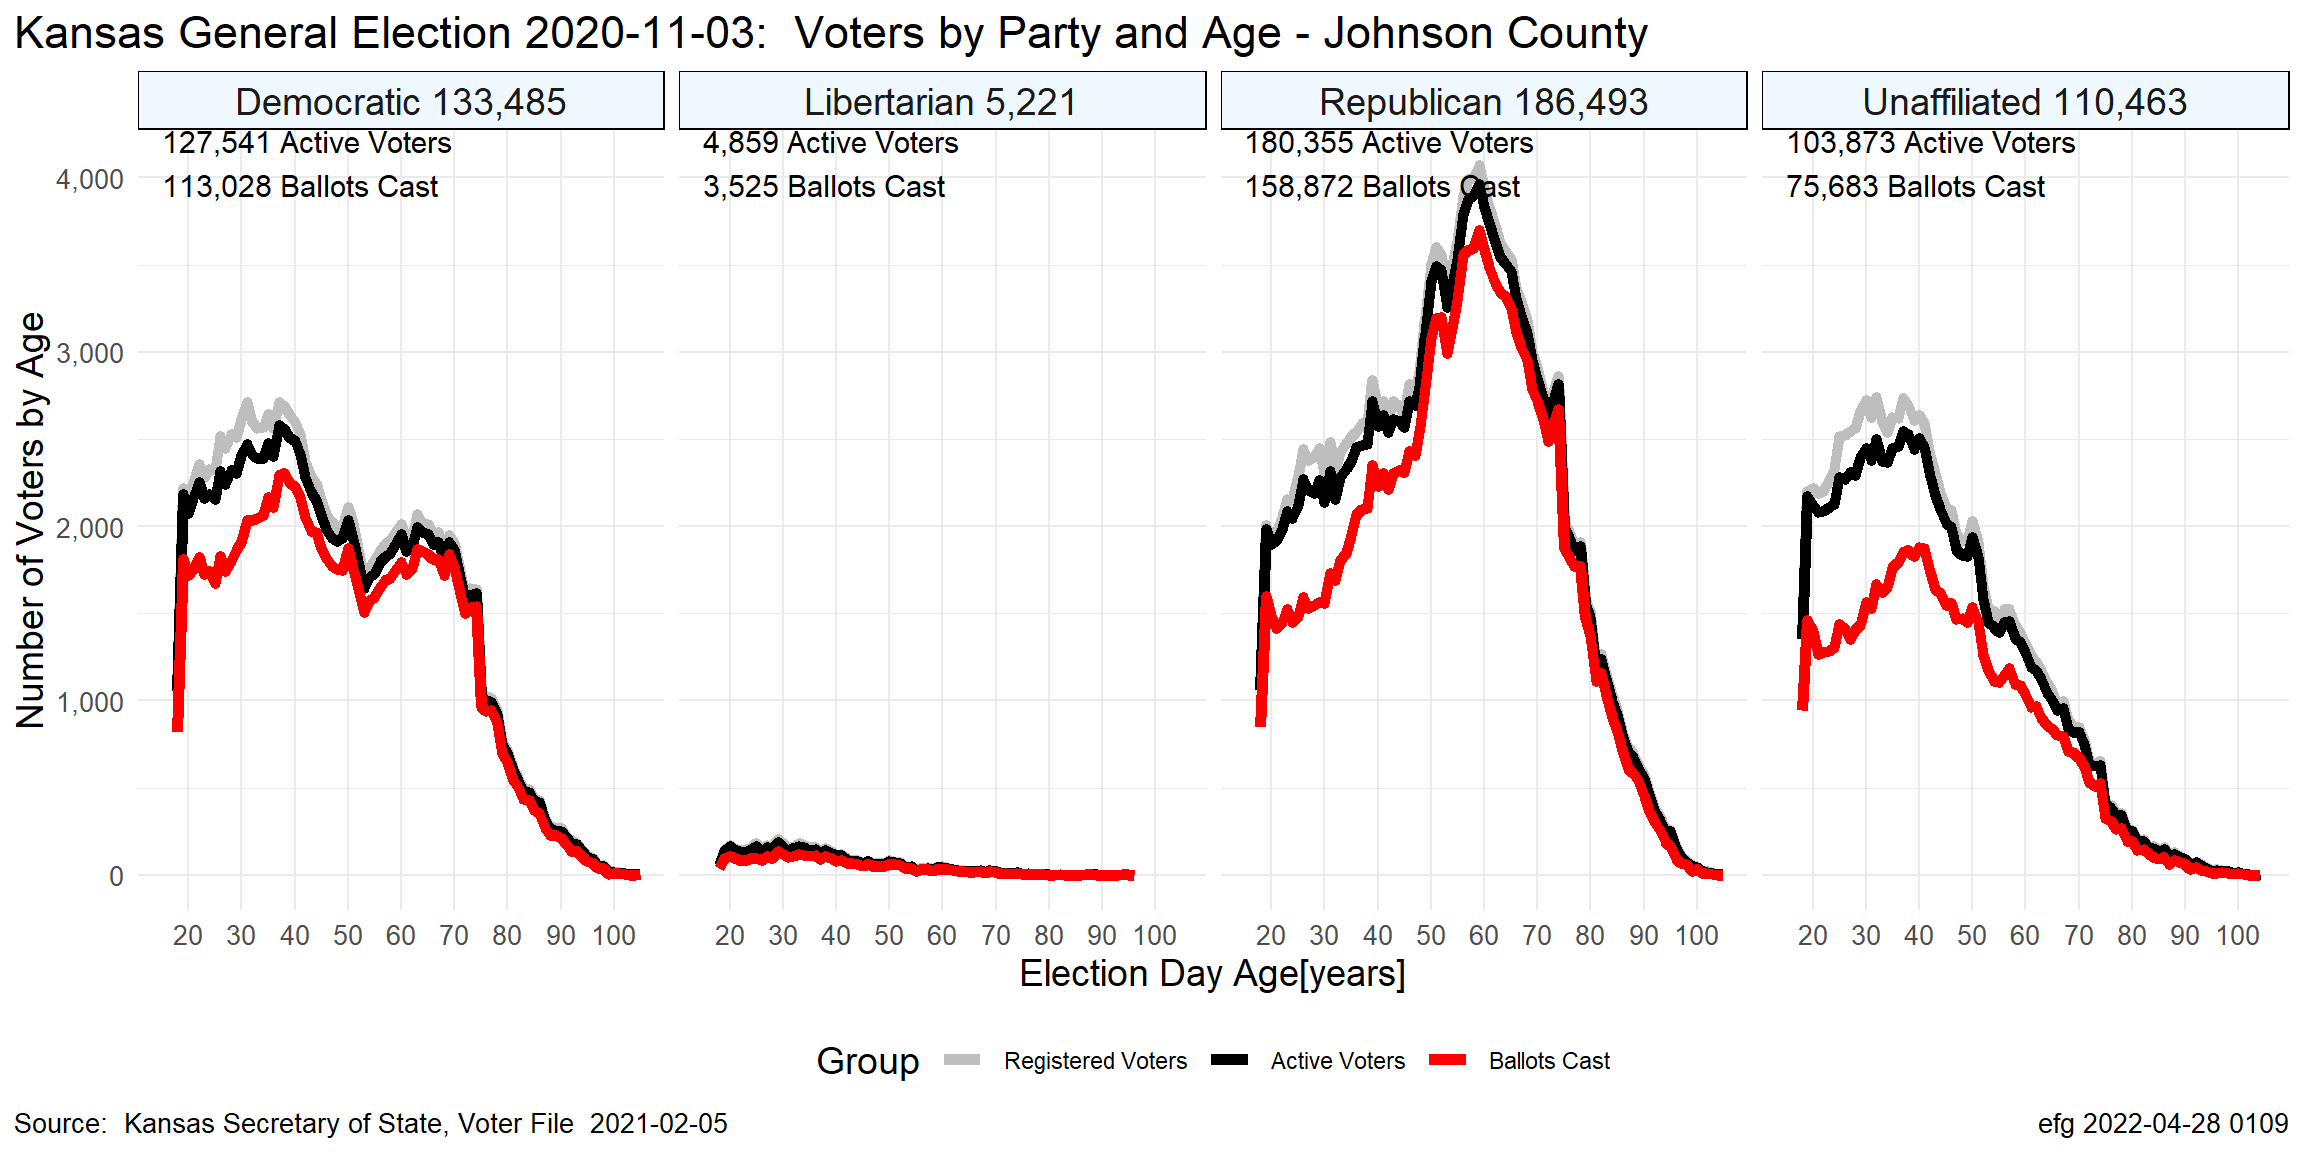 Kansas General Election 2020-11-03:  Voters by Party and Age - Johnson County
Democratic 133,485
Libertarian 5,221
Republican 186,493
Unaffiliated 110,463
127,541 Active Voters
113,028 Ballots Cast
4,859 Active Voters
3,525 Ballots Cast
180,355 Active Voters
158,872 Ballots Cast
103,873 Active Voters
75,683 Ballots Cast
Number of Voters by Age
4,000
3,000
2,000
1,000
0
20 30 40 50 60 70 80 90 100
20 30 40 50 60 70 80 90 100
20 30 40 50 60 70 80 90 100
20 30 40 50 60 70 80 90 100
Election Day Age[years]
Group Registered Voters Active Voters Ballots Cast
Source:  Kansas Secretary of State, Voter File  2021-02-05
efg 2022-04-28 0109